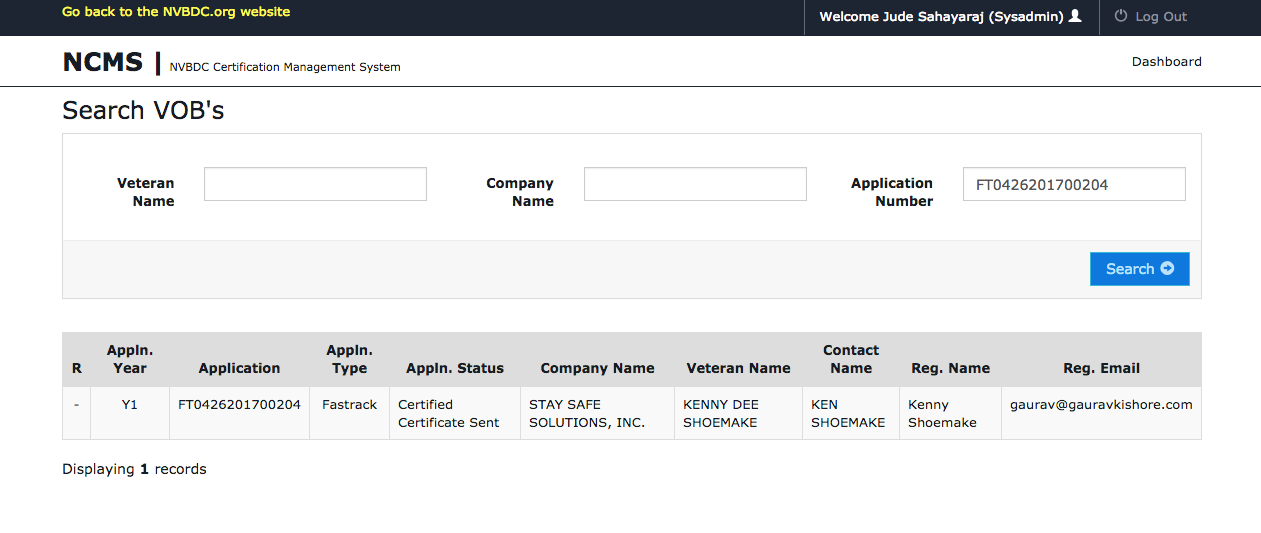 Go back to the NVBDC.org website
Welcome Jude Sahayaraj (Sysadmin)
Log Out
NCMS | NVBDC Certification Management System
Dashboard
Search VOB's
Veteran Name
Company Name
Application Number
FT0426201700204
Search
R
Appln. Year
Application
Appln. Type
Appln. Status
Company Name
Veteran Name
Contact Name
Reg. Name
Reg. Email
-
Y1
FT0426201700204
Fastrack
Certified
Certificate Sent
STAY SAFE
SOLUTIONS, INC.
KENNY DEE
SHOEMAKE
KEN
SHOEMAKE
Kenny
Shoemake
gaurav@gauravkishore.com
Displaying 1 records